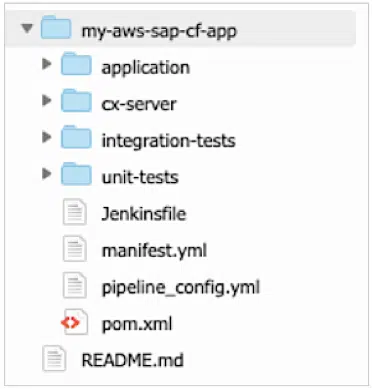 my-aws-sap-cf-app
application
cx-server
integration-tests
unit-tests
Jenkinsfile
manifest.yml
pipeline_config.yml
pom.xml
README.md